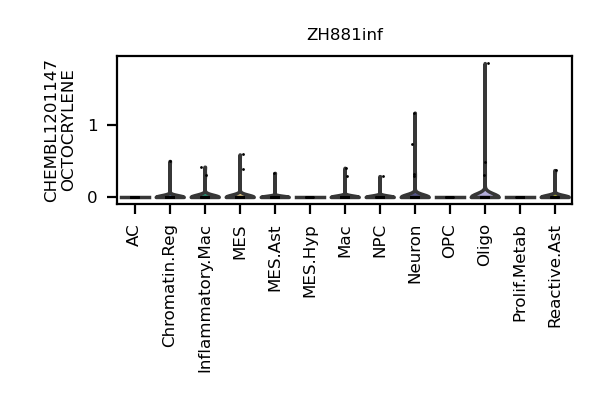 ZH881inf
CHEMBL1201147
OCTOCRYLENE
1
0
AC
Chromatin.Reg
Inflammatory.Mac
MES
MES.Ast
MES.Hyp
Mac
NPC
Neuron
OPC
Oligo
Prolif.Metab
Reactive.Ast